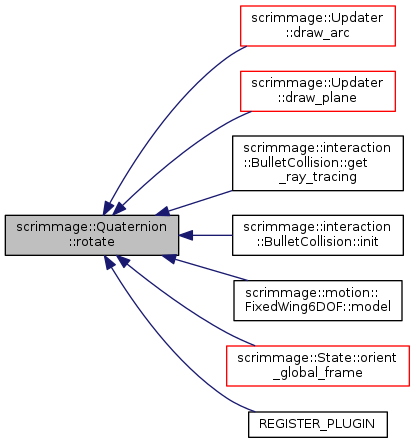 scrimmage::Updater
::draw_arc
scrimmage::Updater
::draw_plane
scrimmage::interaction
::BulletCollision::get
_ray_tracing
scrimmage::Quaternion
::rotate
scrimmage::interaction
::BulletCollision::init
scrimmage::motion::
FixedWing6DOF::model
scrimmage::State::orient
_global_frame
REGISTER_PLUGIN